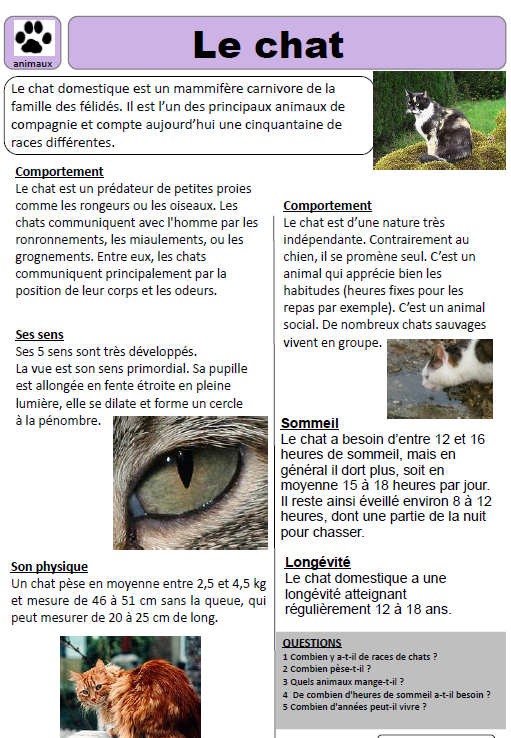 animaux
Le chat
Le chat domestique est un mammifère carnivore de la
famille des félidés. Il est l'un des principaux animaux de
compagnie et compte aujourd'hui une cinquantaine de
races différentes.
Comportement
Le chat est un prédateur de petites proies
comme les rongeurs ou les oiseaux. Les
chats communiquent avec l'homme par les
ronronnements, les miaulements, ou les
grognements. Entre eux, les chats
communiquent principalement par la
position de leur corps et les odeurs.
Ses sens
Ses 5 sens sont très développés.
La vue est son sens primordial. Sa pupille
est allongée en fente étroite en pleine
lumière, elle se dilate et forme un cercle
à la pénombre.
Son physique
Un chat pèse en moyenne entre 2,5 et 4,5 kg
et mesure de 46 à 51 cm sans la queue, qui
peut mesurer de 20 à 25 cm de long.
Comportement
Le chat est d'une nature très
indépendante. Contrairement au
chien, il se promène seul. C'est un
animal qui apprécie bien les
habitudes (heures fixes pour les
repas par exemple). C'est un animal
social. De nombreux chats sauvages
vivent en groupe.
Sommeil
Le chat a besoin d'entre 12 et 16
heures de sommeil, mais en
général il dort plus, soit en
moyenne 15 à 18 heures par jour.
Il reste ainsi éveillé environ 8 à 12
heures, dont une partie de la nuit
pour chasser.
Longévité
Le chat domestique a une
longévité atteignant
régulièrement 12 à 18 ans.
QUESTIONS
1 Combien y a-t-il de races de chats ?
2 Combien pèse-t-il ?
3 Quels animaux mange-t-il ?
4 De combien d'heures de sommeil a-t-il besoin ?
5 Combien d'années peut-il vivre ?